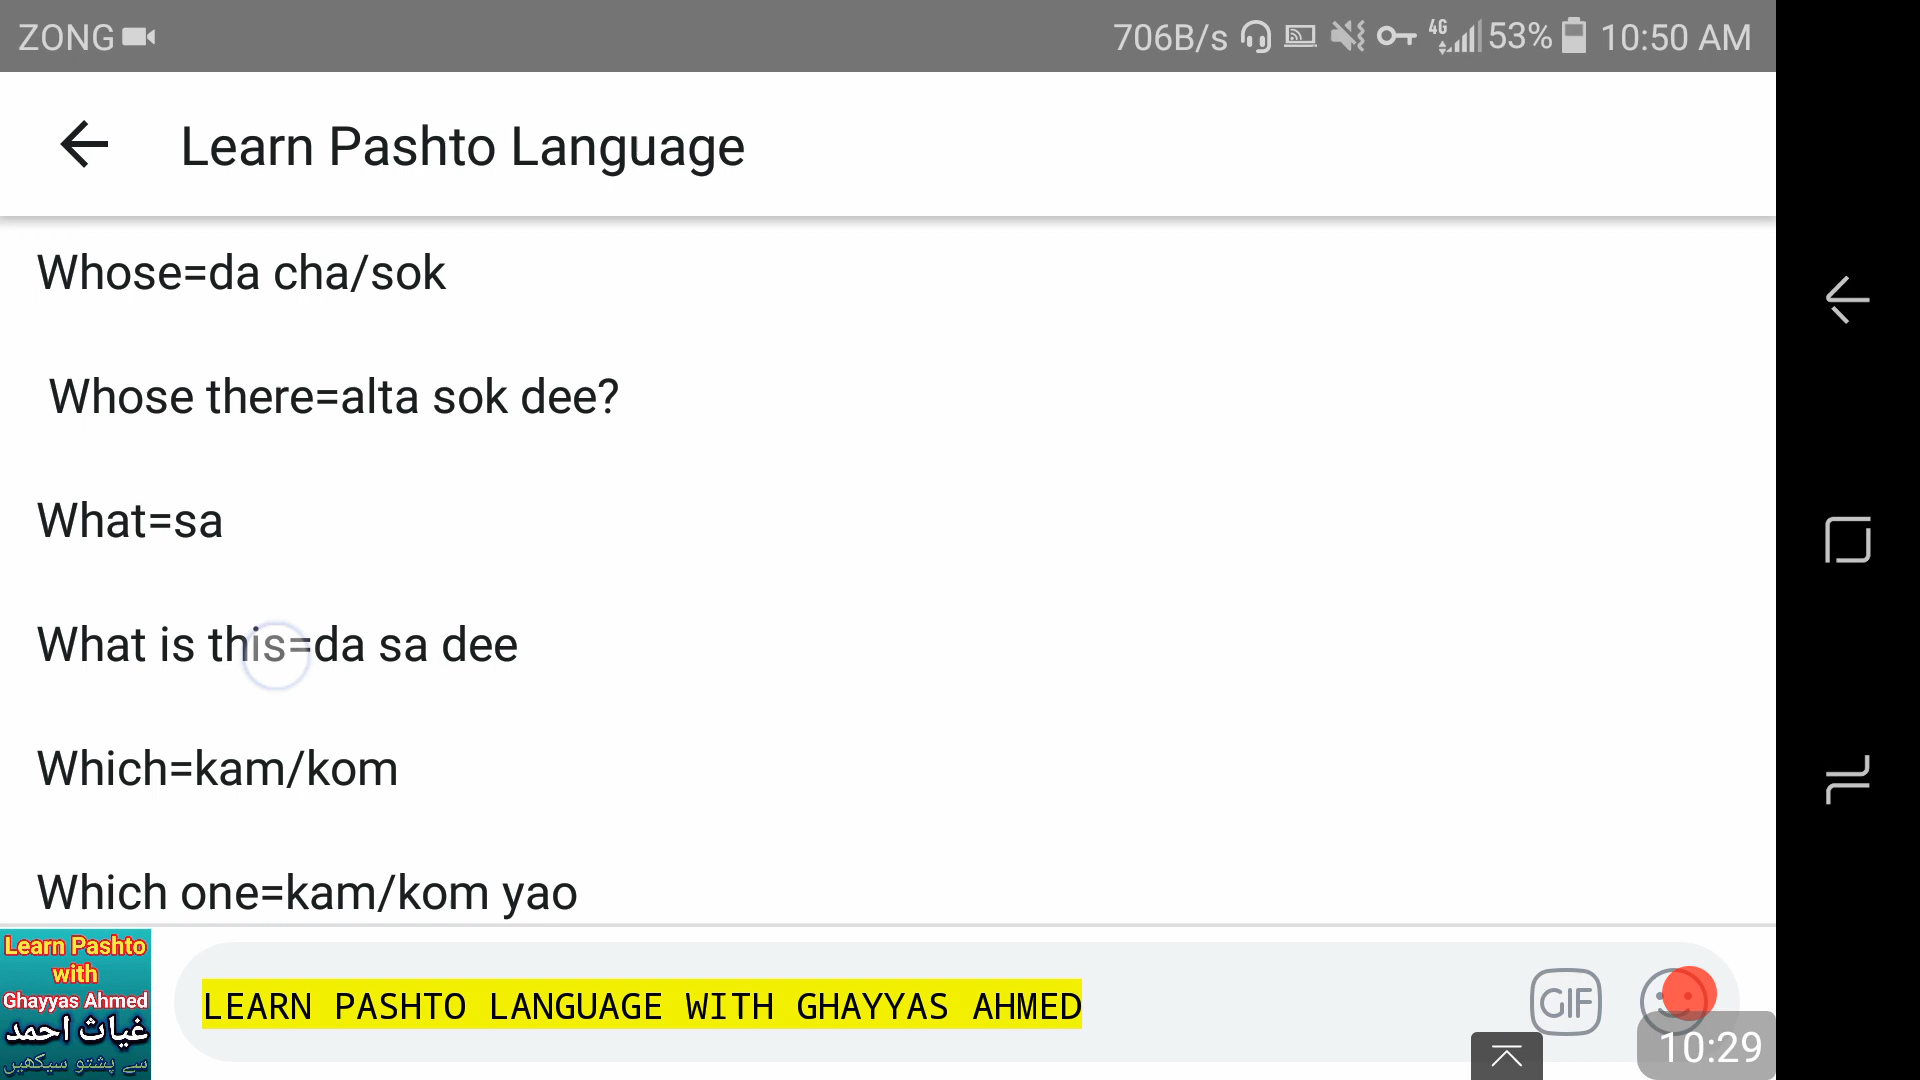 ZONG 706B/s 4G 53% 10:50 AM
Learn Pashto Language
Whose=da cha/sok
Whose there=alta sok dee?
What=sa
What is this=da sa dee
Which=kam/kom
Which one=kam/kom yao
Learn Pashto
with
Ghayyas Ahmed
غیاث احمد
سے پشتو سیکھیں
LEARN PASHTO LANGUAGE WITH GHAYYAS AHMED
GIF
10:29